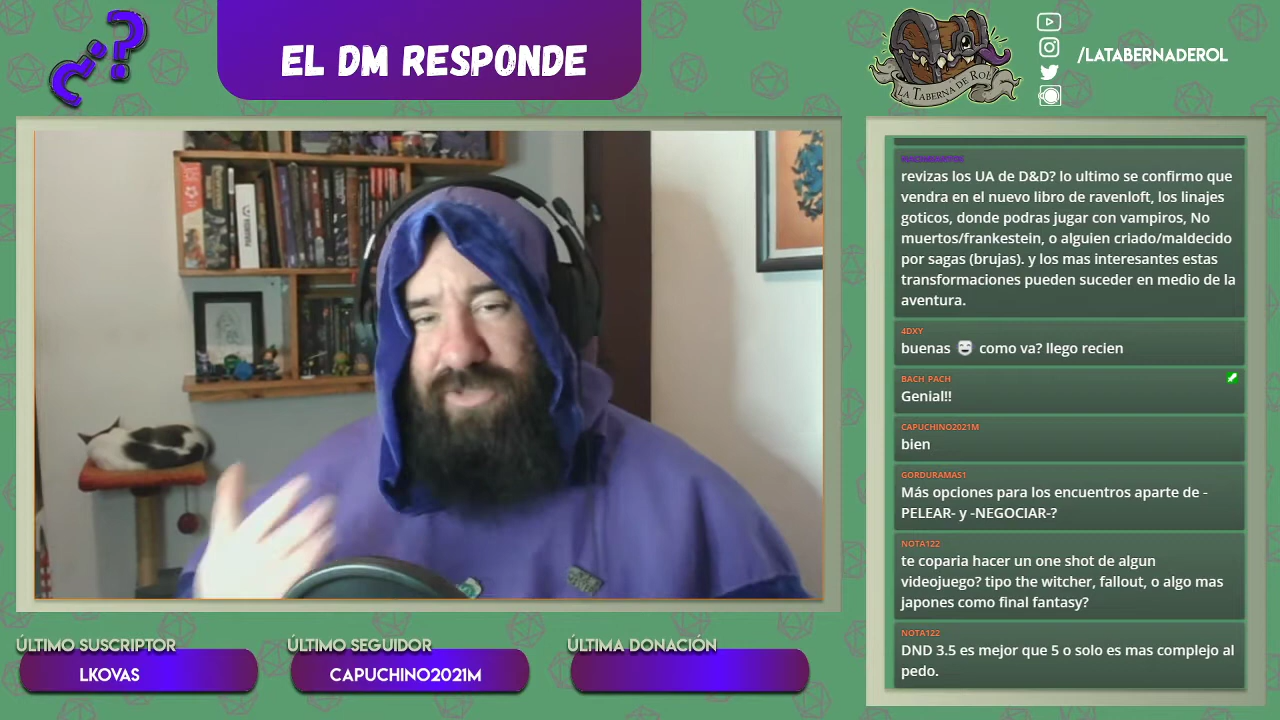 ¿?
EL DM RESPONDE
LA TABERNA DE ROL
/LATABERNADEROL
revizas los UA de D&D? lo ultimo se confirmo que
vendra en el nuevo libro de ravenloft, los linajes
goticos, donde podras jugar con vampiros, No
muertos/frankestein, o alguien criado/maldecido
por sagas (brujas). y los mas interesantes estas
transformaciones pueden suceder en medio de la
aventura.
4DXY
buenas como va? llego recien
BACH PACH
Genial!!
CAPUCHINO2021M
bien
GORDURAMAS1
Más opciones para los encuentros aparte de -
PELEAR- y -NEGOCIAR-?
NOTA122
te coparia hacer un one shot de algun
videojuego? tipo the witcher, fallout, o algo mas
japones como final fantasy?
NOTA122
DND 3.5 es mejor que 5 o solo es mas complejo al
pedo.
ÚLTIMO SUSCRIPTOR
LKOVAS
ÚLTIMO SEGUIDOR
CAPUCHINO2021M
ÚLTIMA DONACIÓN